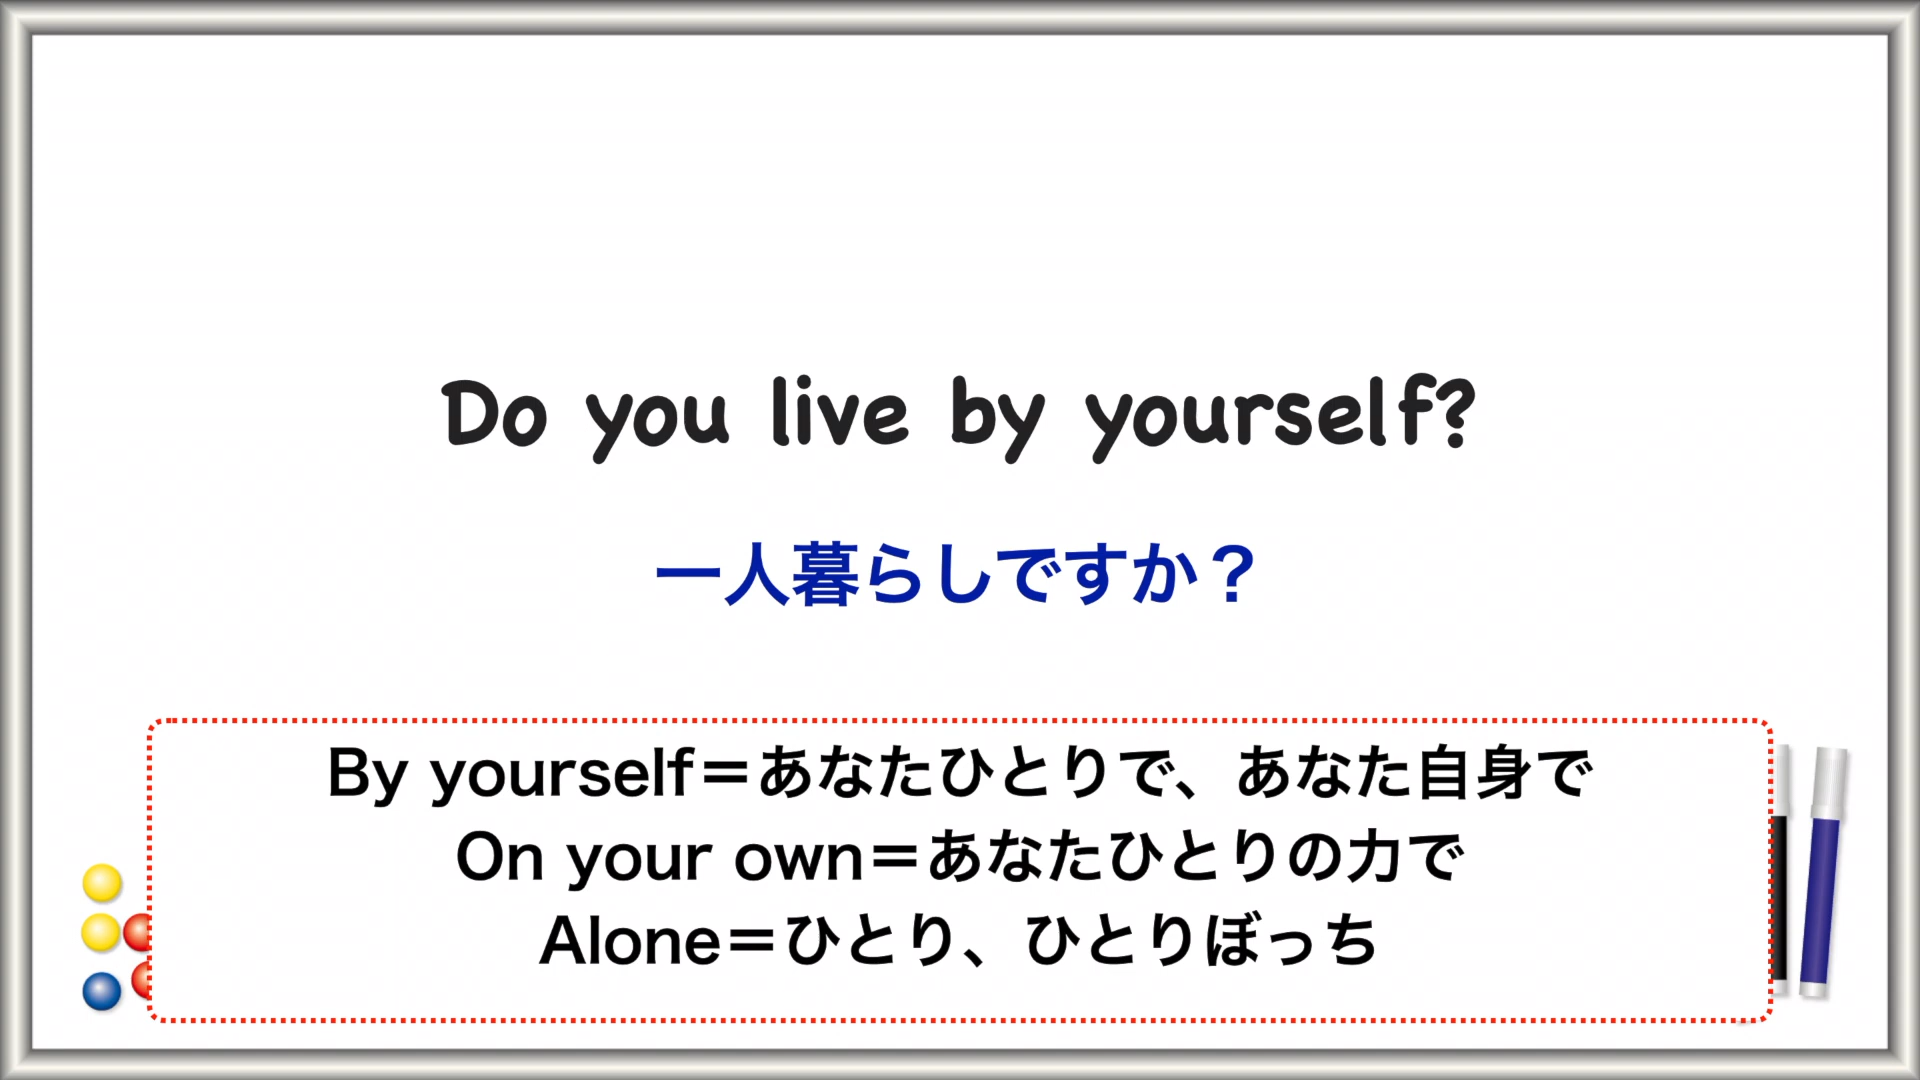 Do you live by yourself?
一人暮らしですか？
By yourself＝あなたひとりで、あなた自身で
On your own＝あなたひとりの力で
Alone＝ひとり、ひとりぼっち